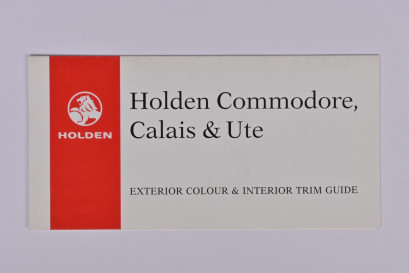 HOLDEN
Holden Commodore,
Calais & Ute
EXTERIOR COLOUR & INTERIOR TRIM GUIDE